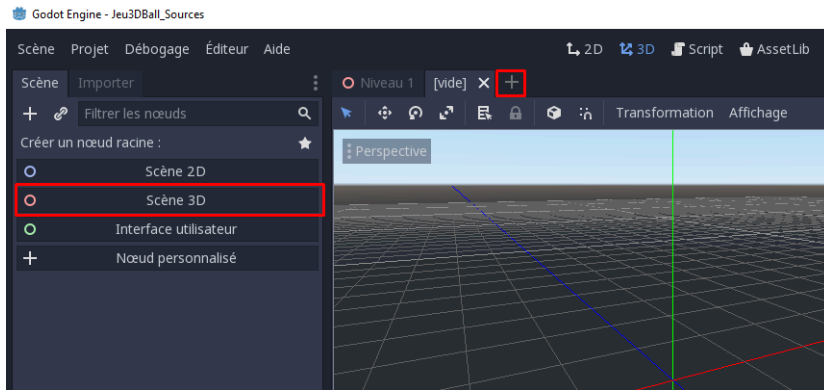 Godot Engine - Jeu3DBall_Sources
Scène Projet Débogage Éditeur Aide 2D 3D Script AssetLib
Scène Importer Niveau 1 [vide]
Filtrer les nœuds Transformation Affichage
Créer un nœud racine :
Perspective
Scène 2D
Scène 3D
Interface utilisateur
Nœud personnalisé